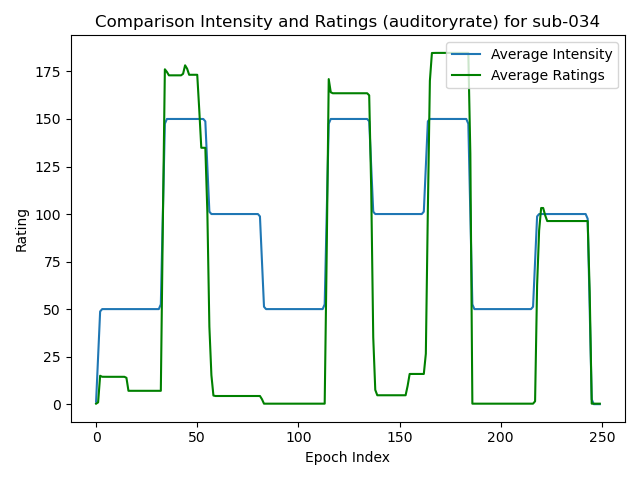 Comparison Intensity and Ratings (auditoryrate) for sub-034
Average Intensity
Average Ratings
Rating
175
150
125
100
75
50
25
0
0 50 100 150 200 250
Epoch Index